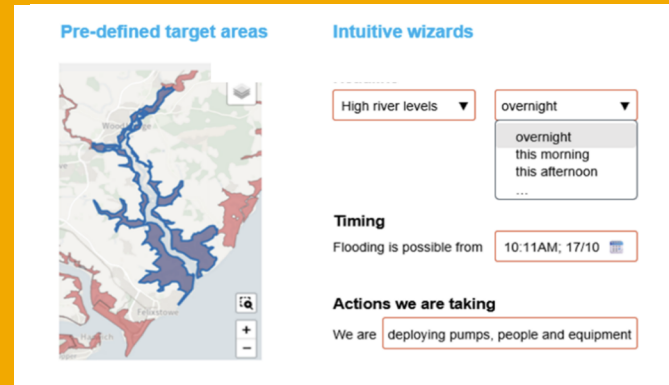 Pre-defined target areas
Intuitive wizards
High river levels
overnight
overnight
this morning
this afternoon
...
Timing
Flooding is possible from 10:11AM; 17/10
Actions we are taking
We are deploying pumps, people and equipment
Felixstowe
+
−